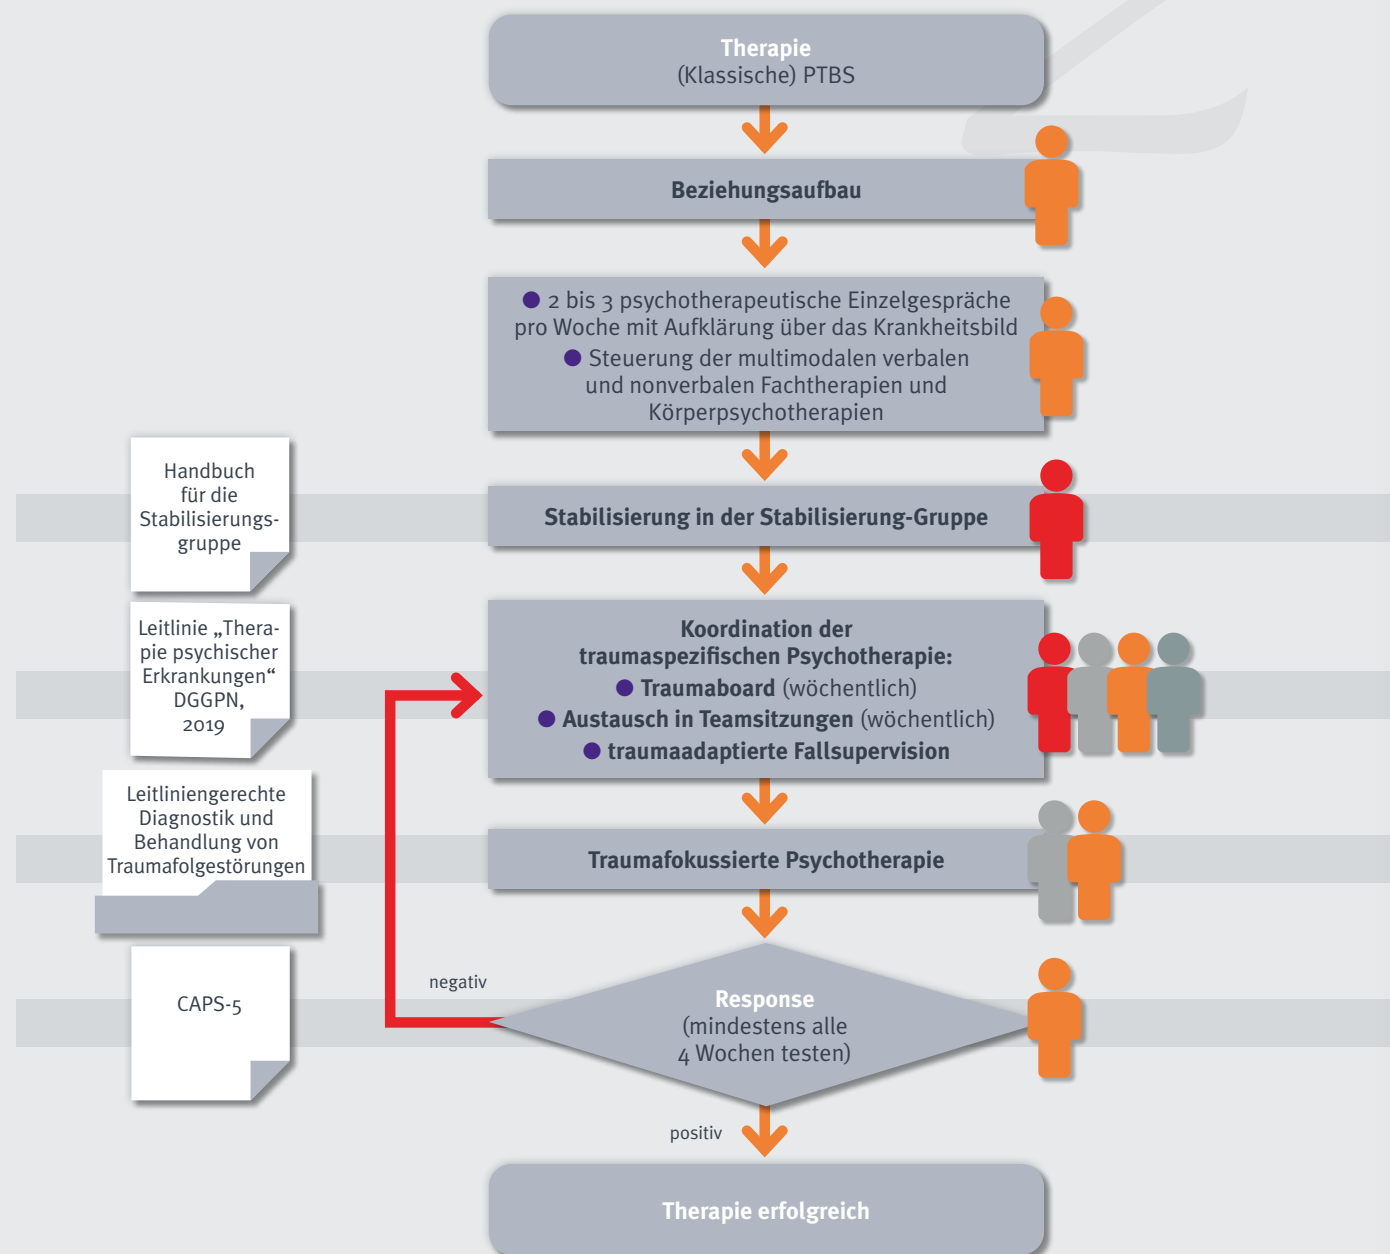 Therapie
(Klassische) PTBS
Beziehungsaufbau
● 2 bis 3 psychotherapeutische Einzelgespräche
pro Woche mit Aufklärung über das Krankheitsbild
● Steuerung der multimodalen verbalen
und nonverbalen Fachtherapien und
Körperpsychotherapien
Handbuch
für die
Stabilisierungs-
gruppe
Stabilisierung in der Stabilisierung-Gruppe
Leitlinie „Thera-
pie psychischer
Erkrankungen“
DGGPN,
2019
Koordination der
traumaspezifischen Psychotherapie:
● Traumaboard (wöchentlich)
● Austausch in Teamsitzungen (wöchentlich)
● traumaadaptierte Fallsupervision
Leitliniengerechte
Diagnostik und
Behandlung von
Traumafolgestörungen
Traumafokussierte Psychotherapie
CAPS-5
negativ
Response
(mindestens alle
4 Wochen testen)
positiv
Therapie erfolgreich